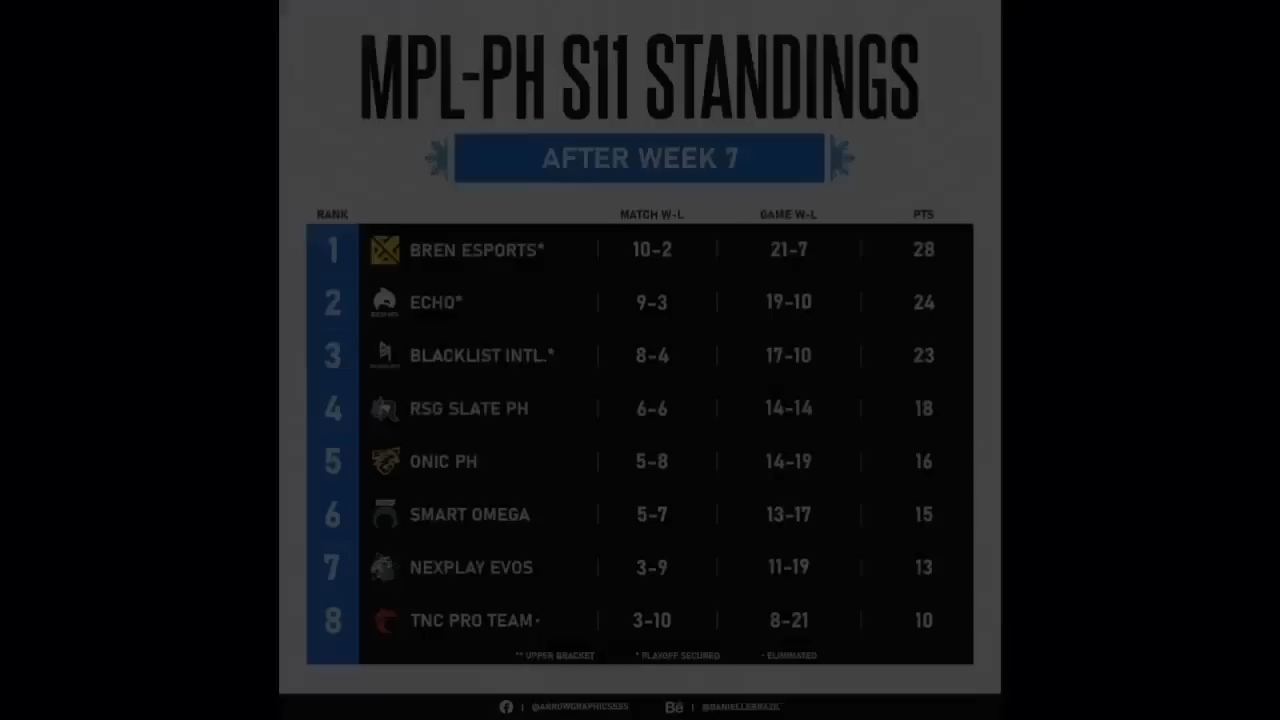 MPL-PH S11 STANDINGS
AFTER WEEK 7
RANK MATCH W-L GAME W-L PTS
1 BREN ESPORTS* 10-2 21-7 28
2 ECHO* 9-3 19-10 24
3 BLACKLIST INTL.* 8-4 17-10 23
4 RSG SLATE PH 6-6 14-14 18
5 ONIC PH 5-8 14-19 16
6 SMART OMEGA 5-7 13-17 15
7 NEXPLAY EVOS 3-9 11-19 13
8 TNC PRO TEAM- 3-10 8-21 10
** UPPER BRACKET * PLAYOFF SECURED - ELIMINATED
Bē